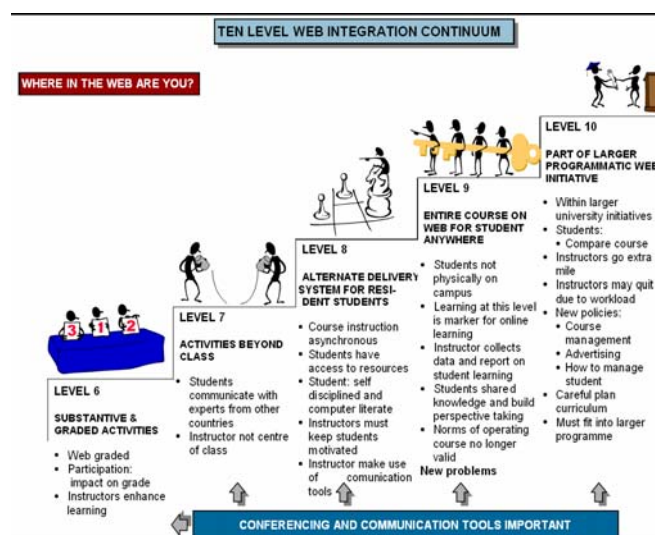 TEN LEVEL WEB INTEGRATION CONTINUUM
WHERE IN THE WEB ARE YOU?
3 1 2
LEVEL 6
SUBSTANTIVE &
GRADED ACTIVITIES
• Web graded
• Participation:
impact on grade
• Instructors enhance
learning
LEVEL 7
ACTIVITIES BEYOND
CLASS
• Students
communicate with
experts from other
countries
• Instructor not centre
of class
LEVEL 8
ALTERNATE DELIVERY
SYSTEM FOR RESI-
DENT STUDENTS
• Course instruction
asynchronous
• Students have
access to resources
• Student: self
disciplined and
computer literate
• Instructors must
keep students
motivated
• Instructor make use
of comunication
tools
LEVEL 9
ENTIRE COURSE ON
WEB FOR STUDENT
ANYWHERE
• Students not
physically on
campus
• Learning at this level
is marker for online
learning
• Instructor collects
data and report on
student learning
• Students shared
knowledge and build
perspective taking
• Norms of operating
course no longer
valid
New problems
LEVEL 10
PART OF LARGER
PROGRAMMATIC WEB
INITIATIVE
• Within larger
university initiatives
• Students:
• Compare course
• Instructors go extra
mile
• Instructors may quit
due to workload
• New policies:
• Course
management
• Advertising
• How to manage
student
• Careful plan
curriculum
• Must fit into larger
programme
CONFERENCING AND COMMUNICATION TOOLS IMPORTANT